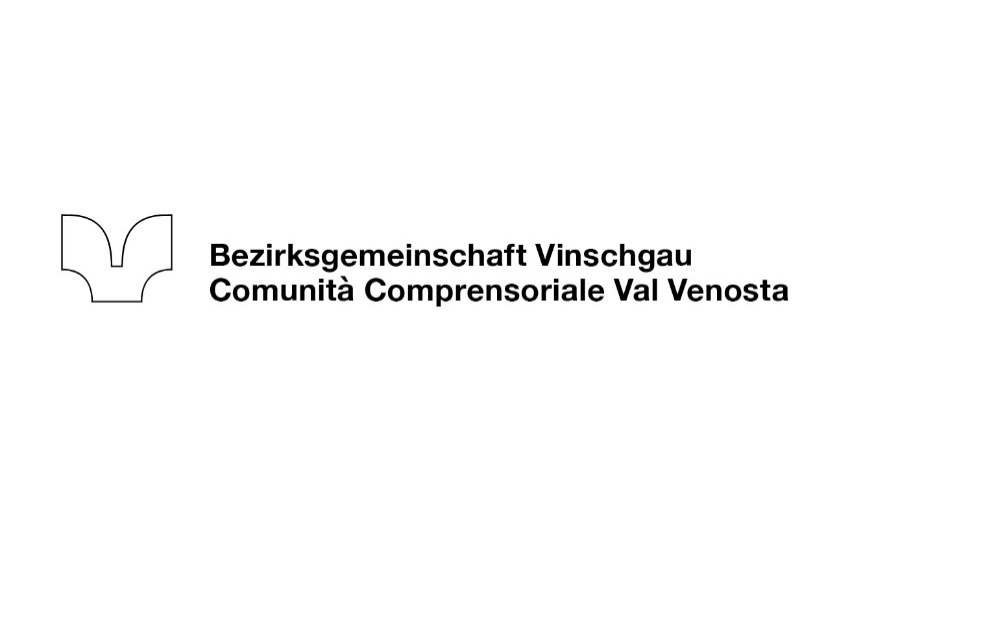 Bezirksgemeinschaft Vinschgau
Comunità Comprensoriale Val Venosta